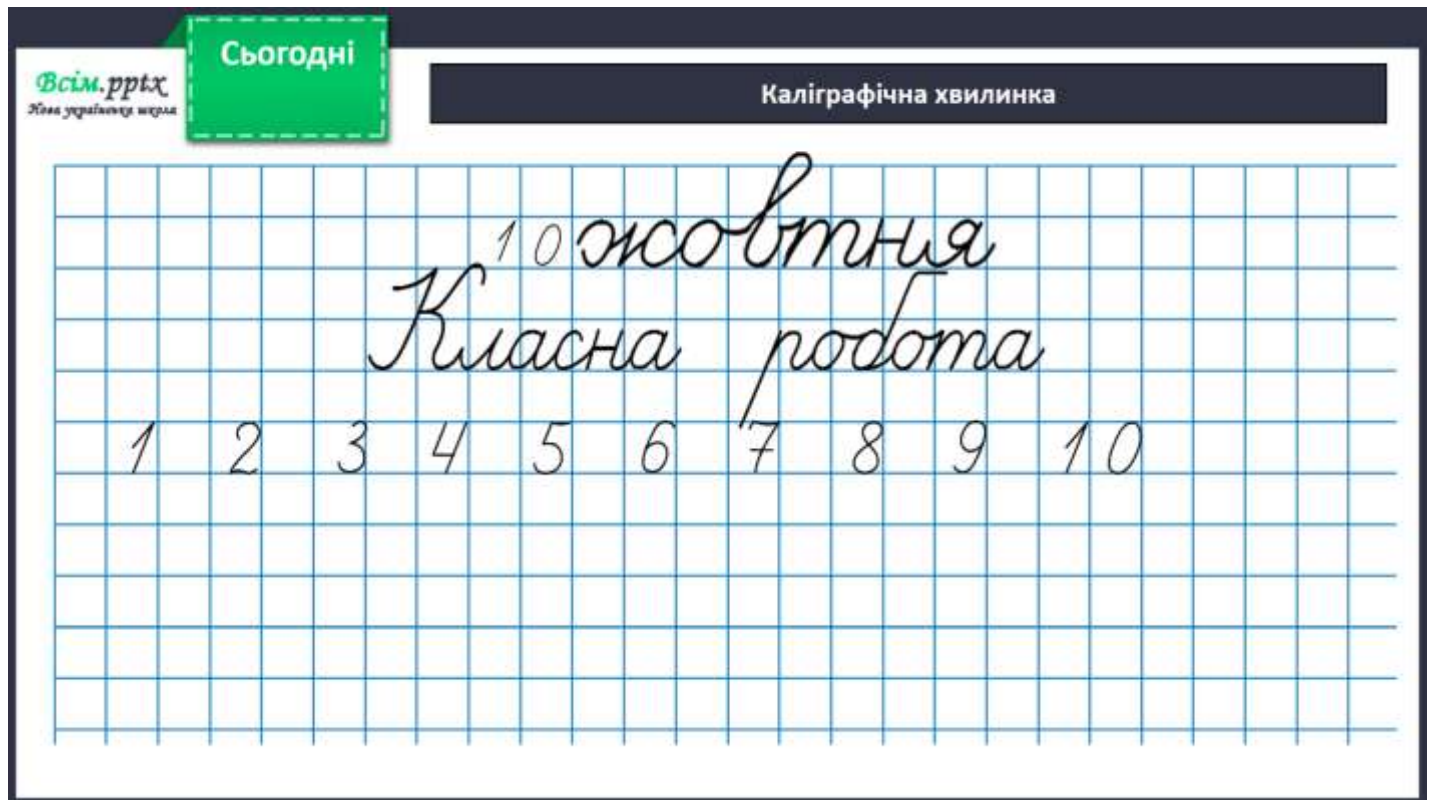 Сьогодні
Всім.pptx
Нова українська школа
Каліграфічна хвилинка
10 жовтня
Класна робота
1 2 3 4 5 6 7 8 9 10